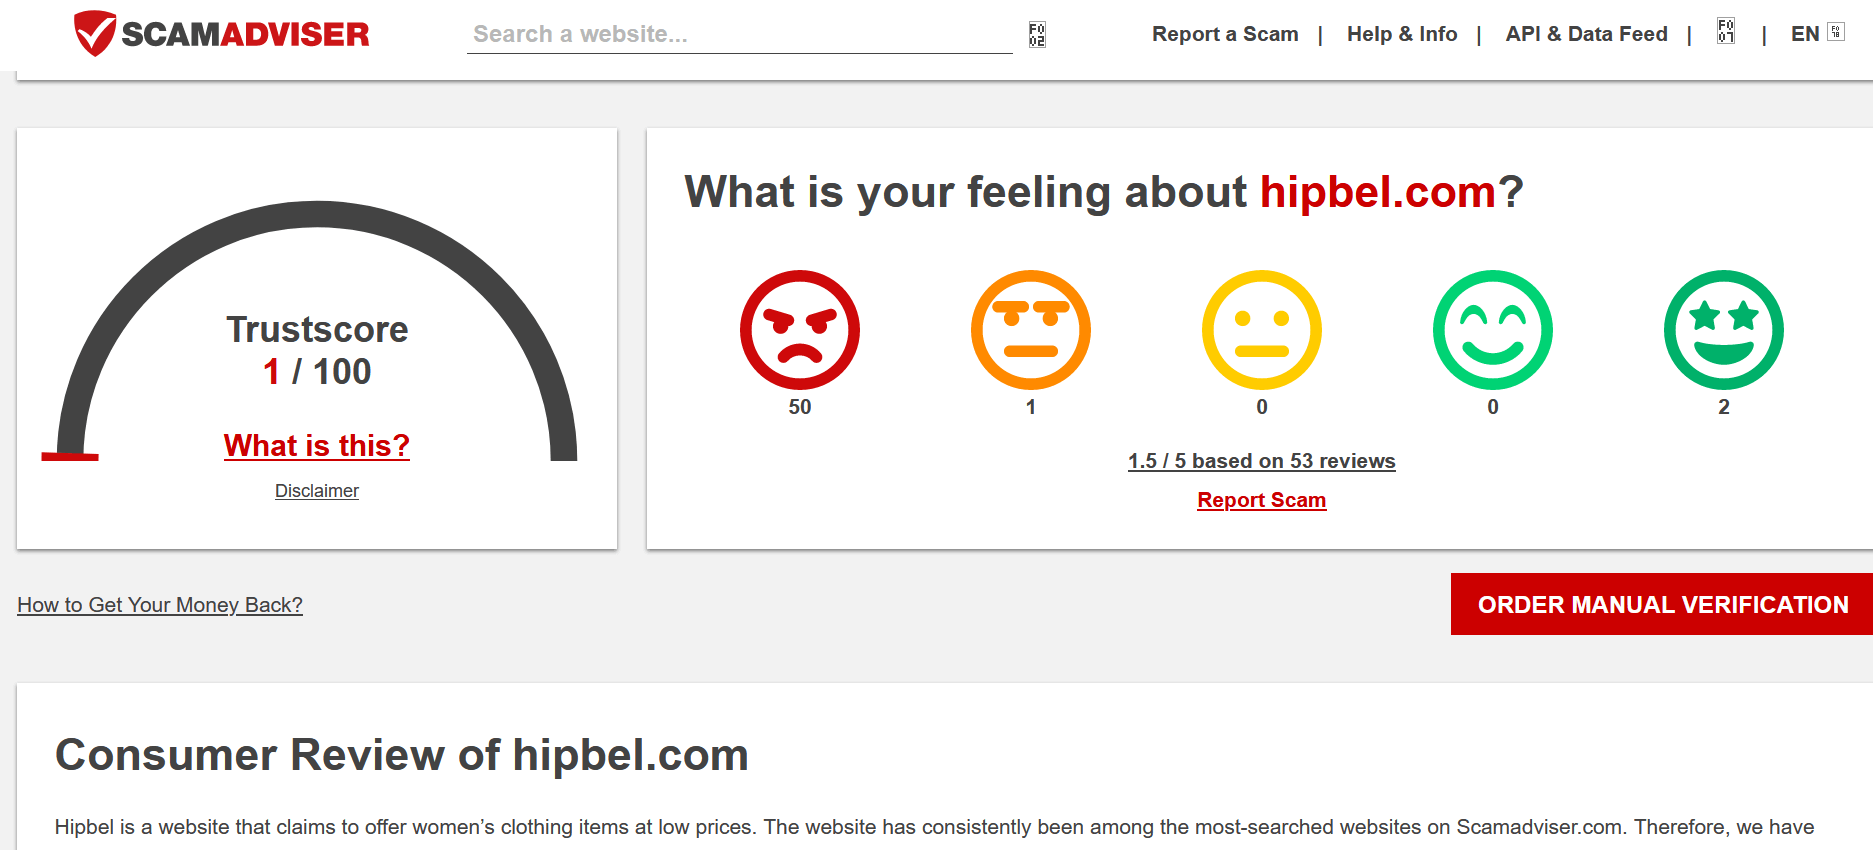 SCAMADVISER
Search a website...
Report a Scam | Help & Info | API & Data Feed | | EN
Trustscore
1 / 100
What is this?
Disclaimer
What is your feeling about hipbel.com?
50 1 0 0 2
1.5 / 5 based on 53 reviews
Report Scam
How to Get Your Money Back?
ORDER MANUAL VERIFICATION
Consumer Review of hipbel.com
Hipbel is a website that claims to offer women’s clothing items at low prices. The website has consistently been among the most-searched websites on Scamadviser.com. Therefore, we have